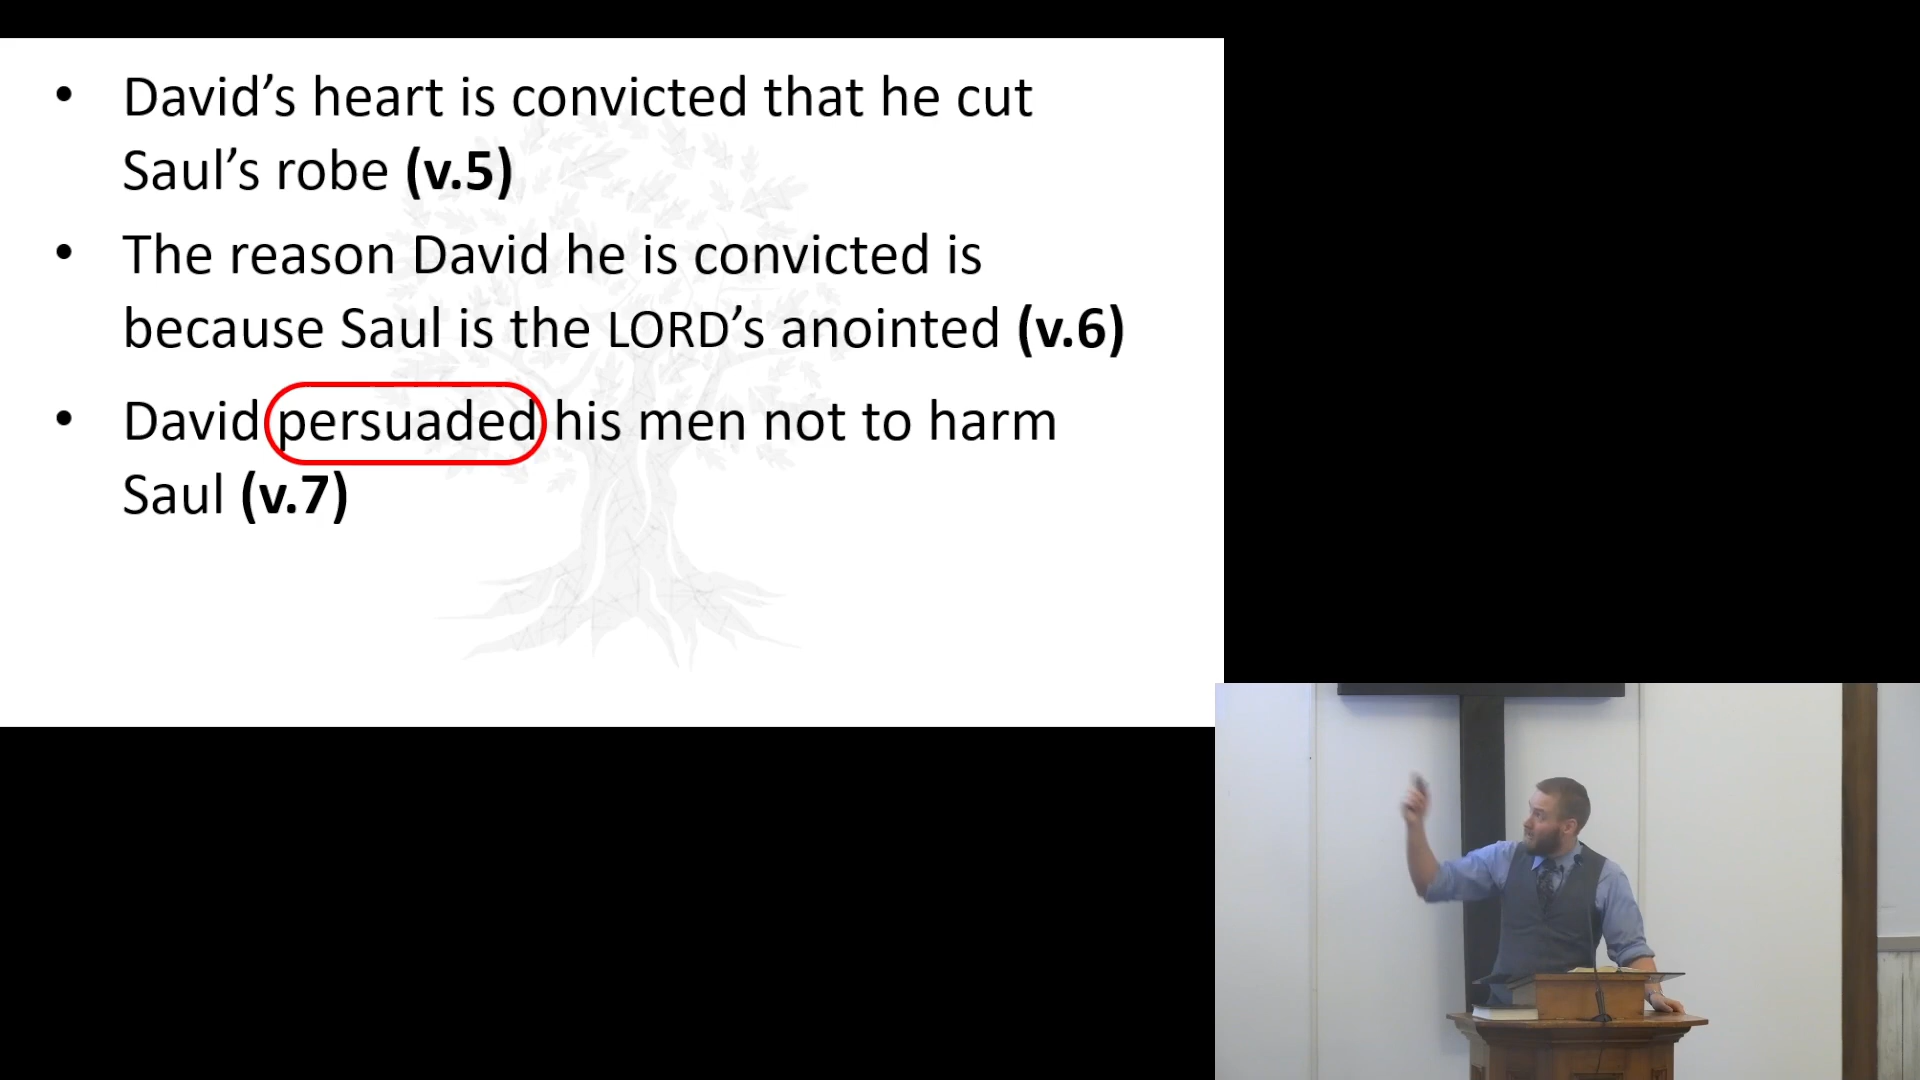 • David’s heart is convicted that he cut
Saul’s robe (v.5)
• The reason David he is convicted is
because Saul is the LORD’s anointed (v.6)
• David persuaded his men not to harm
Saul (v.7)